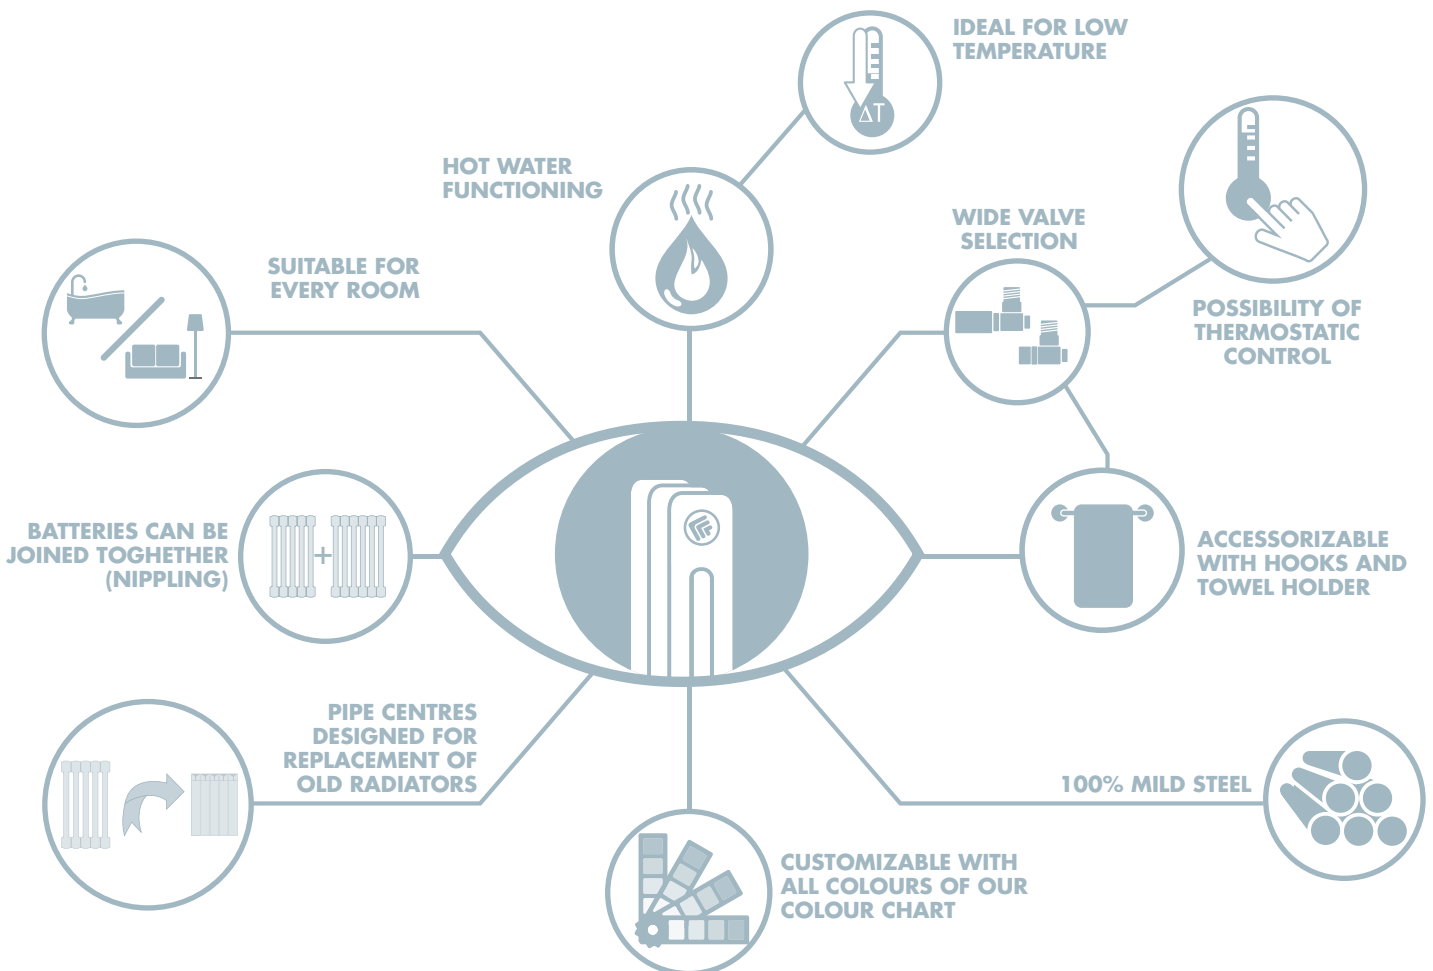 IDEAL FOR LOW
TEMPERATURE
ΔT
HOT WATER
FUNCTIONING
WIDE VALVE
SELECTION
SUITABLE FOR
EVERY ROOM
POSSIBILITY OF
THERMOSTATIC
CONTROL
BATTERIES CAN BE
JOINED TOGHETHER
(NIPPLING)
+
ACCESSORIZABLE
WITH HOOKS AND
TOWEL HOLDER
PIPE CENTRES
DESIGNED FOR
REPLACEMENT OF
OLD RADIATORS
100% MILD STEEL
CUSTOMIZABLE WITH
ALL COLOURS OF OUR
COLOUR CHART